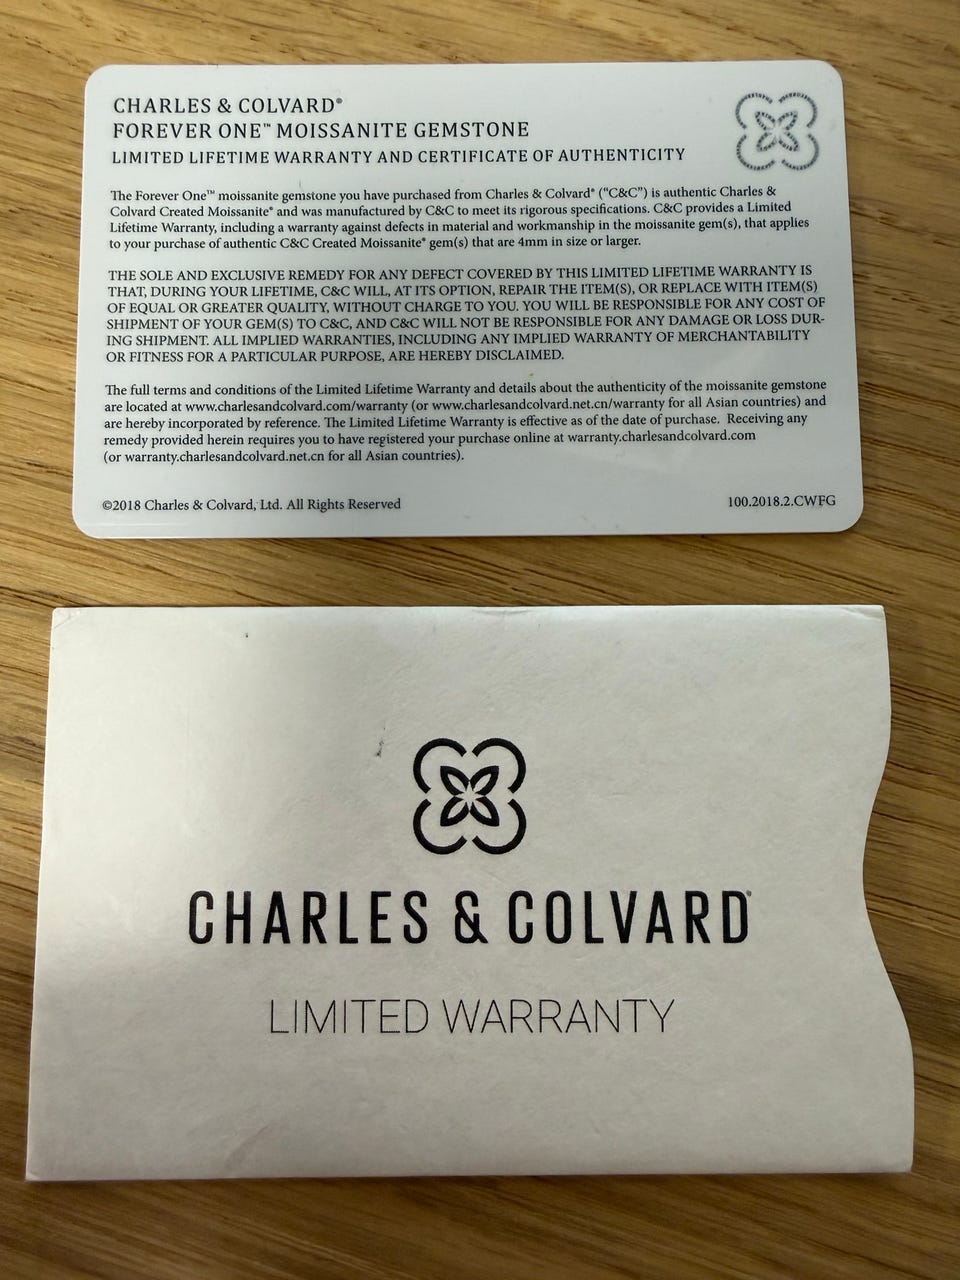 CHARLES & COLVARD®
FOREVER ONE™ MOISSANITE GEMSTONE
LIMITED LIFETIME WARRANTY AND CERTIFICATE OF AUTHENTICITY
The Forever One™ moissanite gemstone you have purchased from Charles & Colvard® (“C&C”) is authentic Charles &
Colvard Created Moissanite® and was manufactured by C&C to meet its rigorous specifications. C&C provides a Limited
Lifetime Warranty, including a warranty against defects in material and workmanship in the moissanite gem(s), that applies
to your purchase of authentic C&C Created Moissanite® gem(s) that are 4mm in size or larger.
THE SOLE AND EXCLUSIVE REMEDY FOR ANY DEFECT COVERED BY THIS LIMITED LIFETIME WARRANTY IS
THAT, DURING YOUR LIFETIME, C&C WILL, AT ITS OPTION, REPAIR THE ITEM(S), OR REPLACE WITH ITEM(S)
OF EQUAL OR GREATER QUALITY, WITHOUT CHARGE TO YOU. YOU WILL BE RESPONSIBLE FOR ANY COST OF
SHIPMENT OF YOUR GEM(S) TO C&C, AND C&C WILL NOT BE RESPONSIBLE FOR ANY DAMAGE OR LOSS DUR-
ING SHIPMENT. ALL IMPLIED WARRANTIES, INCLUDING ANY IMPLIED WARRANTY OF MERCHANTABILITY
OR FITNESS FOR A PARTICULAR PURPOSE, ARE HEREBY DISCLAIMED.
The full terms and conditions of the Limited Lifetime Warranty and details about the authenticity of the moissanite gemstone
are located at www.charlesandcolvard.com/warranty (or www.charlesandcolvard.net.cn/warranty for all Asian countries) and
are hereby incorporated by reference. The Limited Lifetime Warranty is effective as of the date of purchase. Receiving any
remedy provided herein requires you to have registered your purchase online at warranty.charlesandcolvard.com
(or warranty.charlesandcolvard.net.cn for all Asian countries).
©2018 Charles & Colvard, Ltd. All Rights Reserved
100.2018.2.CWFG
CHARLES & COLVARD®
LIMITED WARRANTY